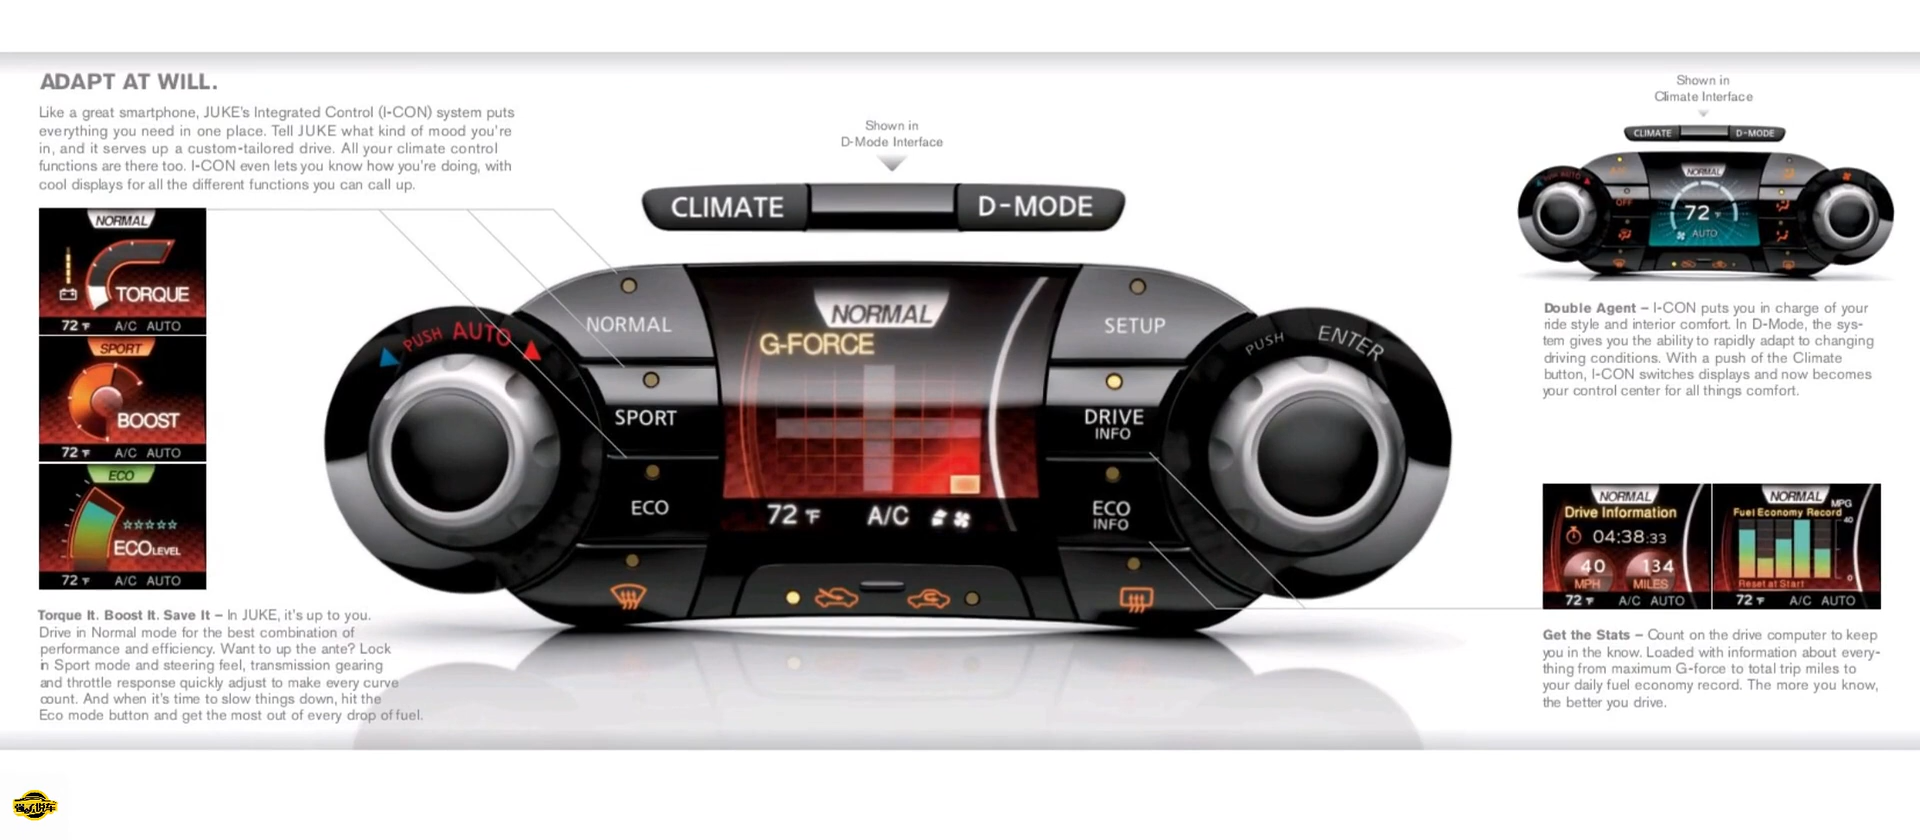 ADAPT AT WILL.
Like a great smartphone, JUKE's Integrated Control (I-CON) system puts
everything you need in one place. Tell JUKE what kind of mood you're
in, and it serves up a custom-tailored drive. All your climate control
functions are there too. I-CON even lets you know how you're doing, with
cool displays for all the different functions you can call up.
NORMAL
TORQUE
72 °F A/C AUTO
SPORT
BOOST
72 °F A/C AUTO
ECO
ECO LEVEL
72 °F A/C AUTO
Torque It. Boost It. Save It – In JUKE, it's up to you.
Drive in Normal mode for the best combination of
performance and efficiency. Want to up the ante? Lock
in Sport mode and steering feel, transmission gearing
and throttle response quickly adjust to make every curve
count. And when it's time to slow things down, hit the
Eco mode button and get the most out of every drop of fuel.
Shown in
D-Mode Interface
CLIMATE D-MODE
PUSH AUTO
NORMAL
SPORT
ECO
NORMAL
G-FORCE
72 °F A/C
SETUP
DRIVE
INFO
ECO
INFO
PUSH ENTER
Shown in
Climate Interface
CLIMATE D-MODE
PUSH AUTO
OFF
NORMAL
72 °F
AUTO
Double Agent – I-CON puts you in charge of your
ride style and interior comfort. In D-Mode, the sys-
tem gives you the ability to rapidly adapt to changing
driving conditions. With a push of the Climate
button, I-CON switches displays and now becomes
your control center for all things comfort.
NORMAL
Drive Information
04:38:33
40 134
MPH MILES
72 °F A/C AUTO
NORMAL MPG
Fuel Economy Record
40
0
Reset at Start
72 °F A/C AUTO
Get the Stats – Count on the drive computer to keep
you in the know. Loaded with information about every-
thing from maximum G-force to total trip miles to
your daily fuel economy record. The more you know,
the better you drive.
强子说车